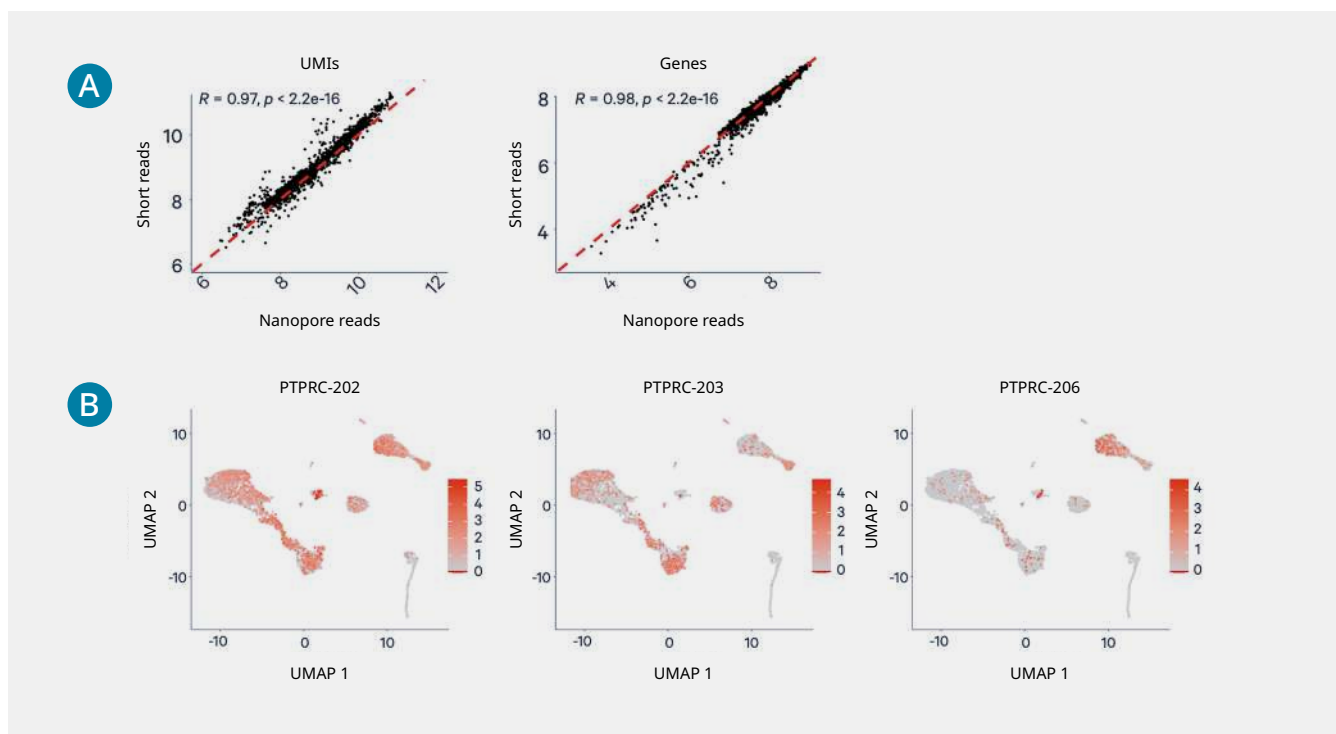 A
UMIs
R = 0.97, p < 2.2e-16
Short reads
10
8
6
6
8
10
12
Nanopore reads
Genes
R = 0.98, p < 2.2e-16
Short reads
8
6
4
4
6
8
Nanopore reads
B
PTPRC-202
UMAP 2
10
0
-10
-10
0
10
5
4
3
2
1
0
UMAP 1
PTPRC-203
UMAP 2
10
0
-10
-10
0
10
4
3
2
1
0
UMAP 1
PTPRC-206
UMAP 2
10
0
-10
-10
0
10
4
3
2
1
0
UMAP 1